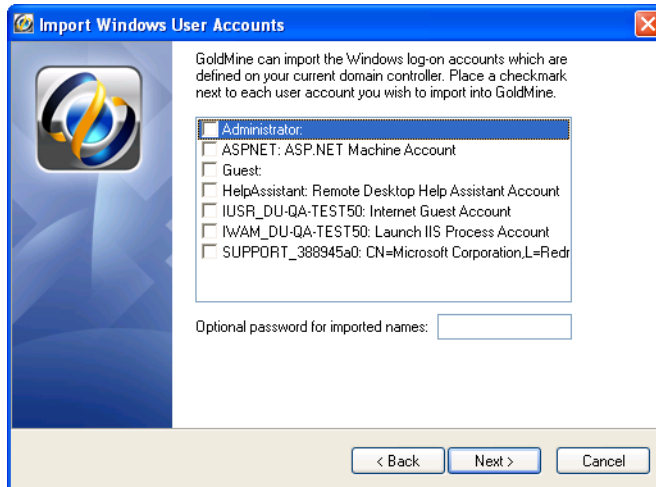 Import Windows User Accounts
GoldMine can import the Windows log-on accounts which are
defined on your current domain controller. Place a checkmark
next to each user account you wish to import into GoldMine.
Administrator:
ASPNET: ASP.NET Machine Account
Guest:
HelpAssistant: Remote Desktop Help Assistant Account
IUSR_DU-QA-TEST50: Internet Guest Account
IWAM_DU-QA-TEST50: Launch IIS Process Account
SUPPORT_388945a0: CN=Microsoft Corporation,L=Redr
Optional password for imported names:
< Back Next > Cancel